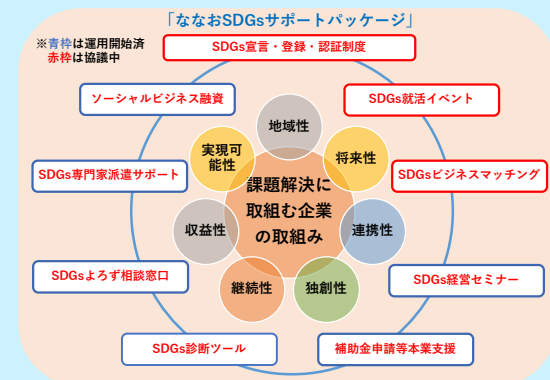 「ななおSDGsサポートパッケージ」
※青枠は運用開始済
赤枠は協議中
SDGs宣言・登録・認証制度
ソーシャルビジネス融資
SDGs就活イベント
地域性
実現可
能性
将来性
SDGs専門家派遣サポート
SDGsビジネスマッチング
課題解決に
取組む企業
の取組み
収益性
連携性
SDGsよろず相談窓口
SDGs経営セミナー
継続性
独創性
SDGs診断ツール
補助金申請等本業支援